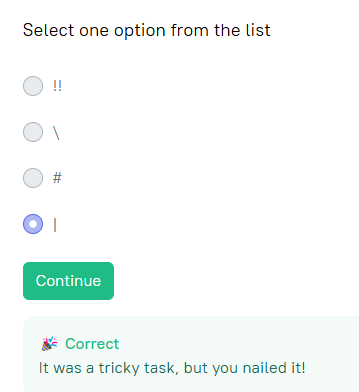 Select one option from the list
!!
\
#
|
Continue
🎉 Correct
It was a tricky task, but you nailed it!